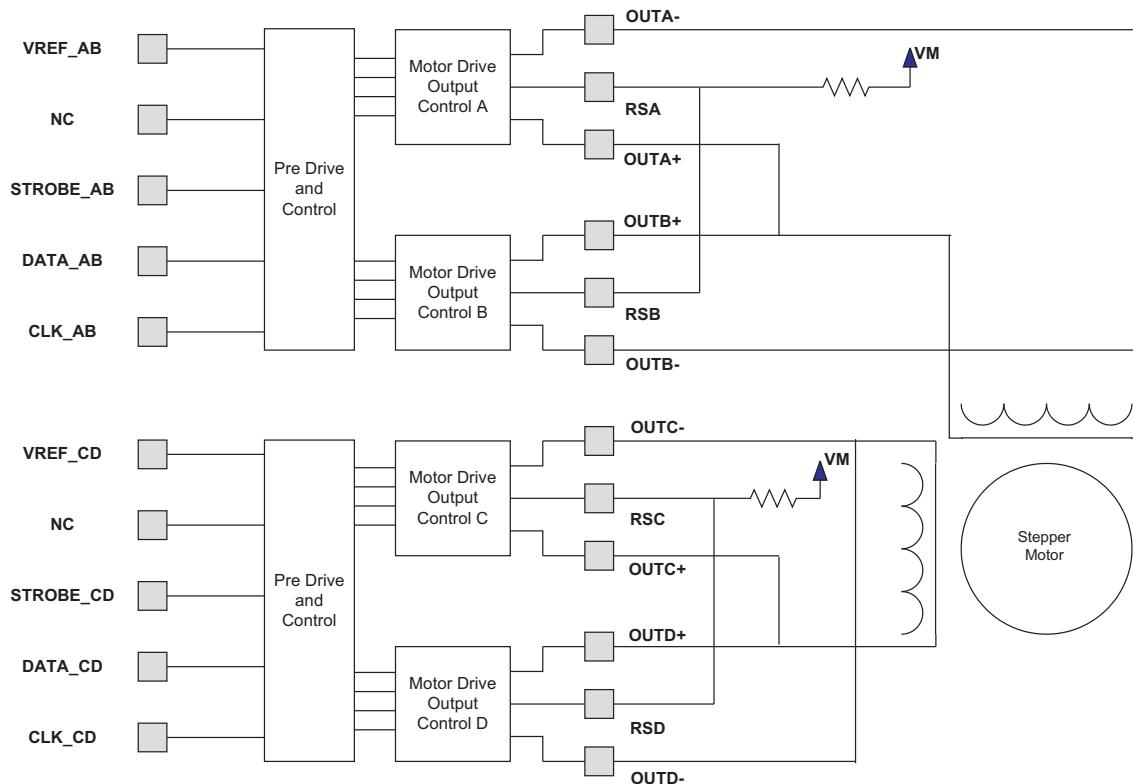 OUTA-
VREF_AB
VM
Motor Drive
Output
Control A
RSA
NC
OUTA+
Pre Drive
and
Control
STROBE_AB
OUTB+
DATA_AB
Motor Drive
Output
Control B
RSB
CLK_AB
OUTB-
OUTC-
VREF_CD
VM
Motor Drive
Output
Control C
RSC
NC
OUTC+
Stepper
Motor
Pre Drive
and
Control
STROBE_CD
OUTD+
DATA_CD
Motor Drive
Output
Control D
RSD
CLK_CD
OUTD-